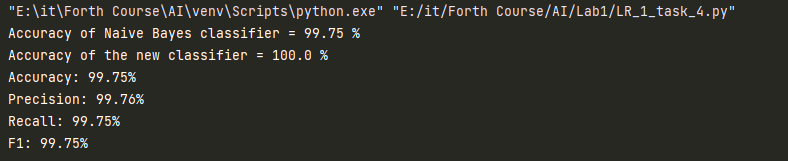 "E:\it\Forth Course\AI\venv\Scripts\python.exe" "E:/it/Forth Course/AI/Lab1/LR_1_task_4.py"
Accuracy of Naive Bayes classifier = 99.75 %
Accuracy of the new classifier = 100.0 %
Accuracy: 99.75%
Precision: 99.76%
Recall: 99.75%
F1: 99.75%